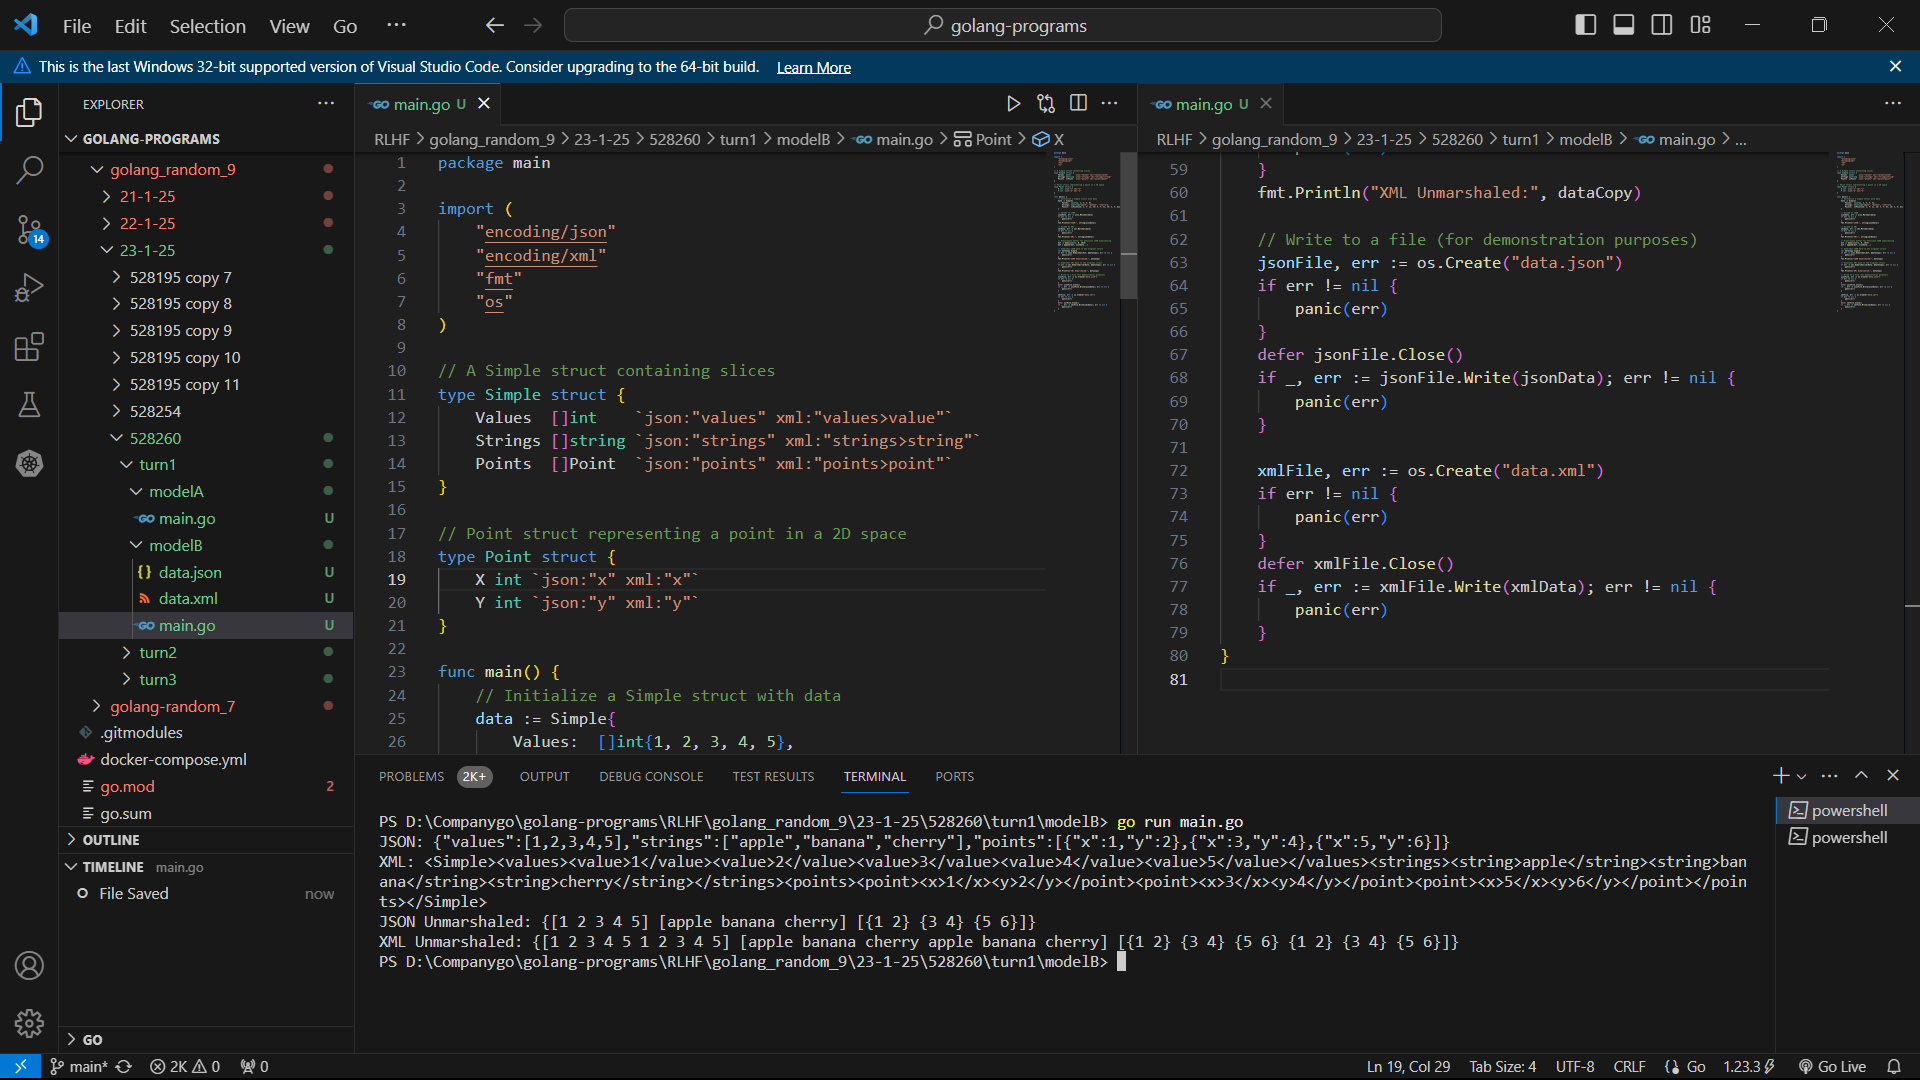 File Edit Selection View Go ··· golang-programs
This is the last Windows 32-bit supported version of Visual Studio Code. Consider upgrading to the 64-bit build. Learn More
EXPLORER
GOLANG-PROGRAMS
golang_random_9
21-1-25
22-1-25
23-1-25
528195 copy 7
528195 copy 8
528195 copy 9
528195 copy 10
528195 copy 11
528254
528260
turn1
modelA
main.go U
modelB
data.json U
data.xml U
main.go U
turn2
turn3
golang-random_7
.gitmodules
docker-compose.yml
go.mod 2
go.sum
OUTLINE
TIMELINE main.go
File Saved now
GO
14
main.go U
RLHF > golang_random_9 > 23-1-25 > 528260 > turn1 > modelB > main.go > Point > X
1 package main
2
3 import (
4 "encoding/json"
5 "encoding/xml"
6 "fmt"
7 "os"
8 )
9
10 // A Simple struct containing slices
11 type Simple struct {
12 Values []int `json:"values" xml:"values>value"`
13 Strings []string `json:"strings" xml:"strings>string"`
14 Points []Point `json:"points" xml:"points>point"`
15 }
16
17 // Point struct representing a point in a 2D space
18 type Point struct {
19 X int `json:"x" xml:"x"`
20 Y int `json:"y" xml:"y"`
21 }
22
23 func main() {
24 // Initialize a Simple struct with data
25 data := Simple{
26 Values: []int{1, 2, 3, 4, 5},
main.go U
RLHF > golang_random_9 > 23-1-25 > 528260 > turn1 > modelB > main.go > ...
59 }
60 fmt.Println("XML Unmarshaled:", dataCopy)
61
62 // Write to a file (for demonstration purposes)
63 jsonFile, err := os.Create("data.json")
64 if err != nil {
65 panic(err)
66 }
67 defer jsonFile.Close()
68 if _, err := jsonFile.Write(jsonData); err != nil {
69 panic(err)
70 }
71
72 xmlFile, err := os.Create("data.xml")
73 if err != nil {
74 panic(err)
75 }
76 defer xmlFile.Close()
77 if _, err := xmlFile.Write(xmlData); err != nil {
78 panic(err)
79 }
80 }
81
PROBLEMS 2K+ OUTPUT DEBUG CONSOLE TEST RESULTS TERMINAL PORTS
PS D:\Companygo\golang-programs\RLHF\golang_random_9\23-1-25\528260\turn1\modelB> go run main.go
JSON: {"values":[1,2,3,4,5],"strings":["apple","banana","cherry"],"points":[{"x":1,"y":2},{"x":3,"y":4},{"x":5,"y":6}]}
XML: <Simple><values><value>1</value><value>2</value><value>3</value><value>4</value><value>5</value></values><strings><string>apple</string><string>ban
ana</string><string>cherry</string></strings><points><point><x>1</x><y>2</y></point><point><x>3</x><y>4</y></point><point><x>5</x><y>6</y></point></poin
ts></Simple>
JSON Unmarshaled: {[1 2 3 4 5] [apple banana cherry] [{1 2} {3 4} {5 6}]}
XML Unmarshaled: {[1 2 3 4 5 1 2 3 4 5] [apple banana cherry apple banana cherry] [{1 2} {3 4} {5 6} {1 2} {3 4} {5 6}]}
PS D:\Companygo\golang-programs\RLHF\golang_random_9\23-1-25\528260\turn1\modelB>
powershell
powershell
main* 2K 0 0 Ln 19, Col 29 Tab Size: 4 UTF-8 CRLF Go 1.23.3 Go Live